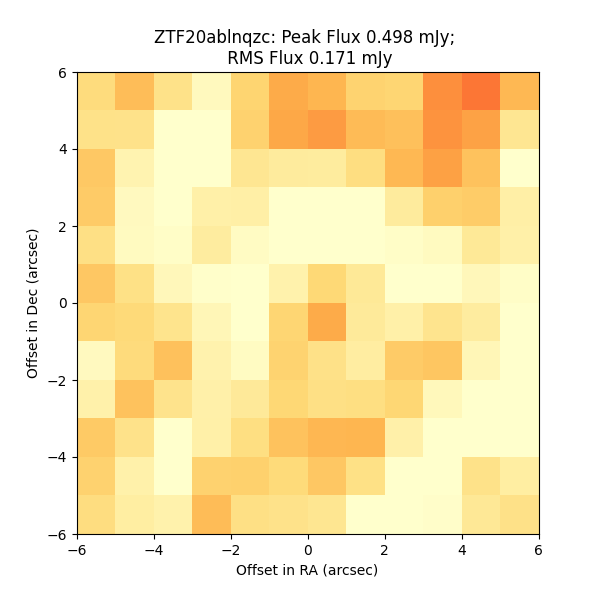 ZTF20ablnqzc: Peak Flux 0.498 mJy;
RMS Flux 0.171 mJy
6
4
2
0
−2
−4
−6
Offset in Dec (arcsec)
−6 −4 −2 0 2 4 6
Offset in RA (arcsec)